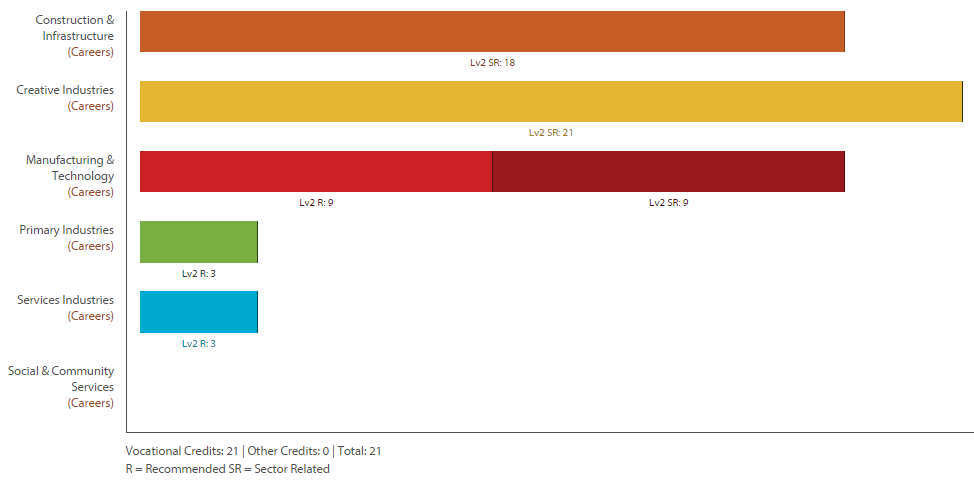 Construction &
Infrastructure
(Careers)
Lv2 SR: 18
Creative Industries
(Careers)
Lv2 SR: 21
Manufacturing &
Technology
(Careers)
Lv2 R: 9
Lv2 SR: 9
Primary Industries
(Careers)
Lv2 R: 3
Services Industries
(Careers)
Lv2 R: 3
Social & Community
Services
(Careers)
Vocational Credits: 21 | Other Credits: 0 | Total: 21
R = Recommended SR = Sector Related